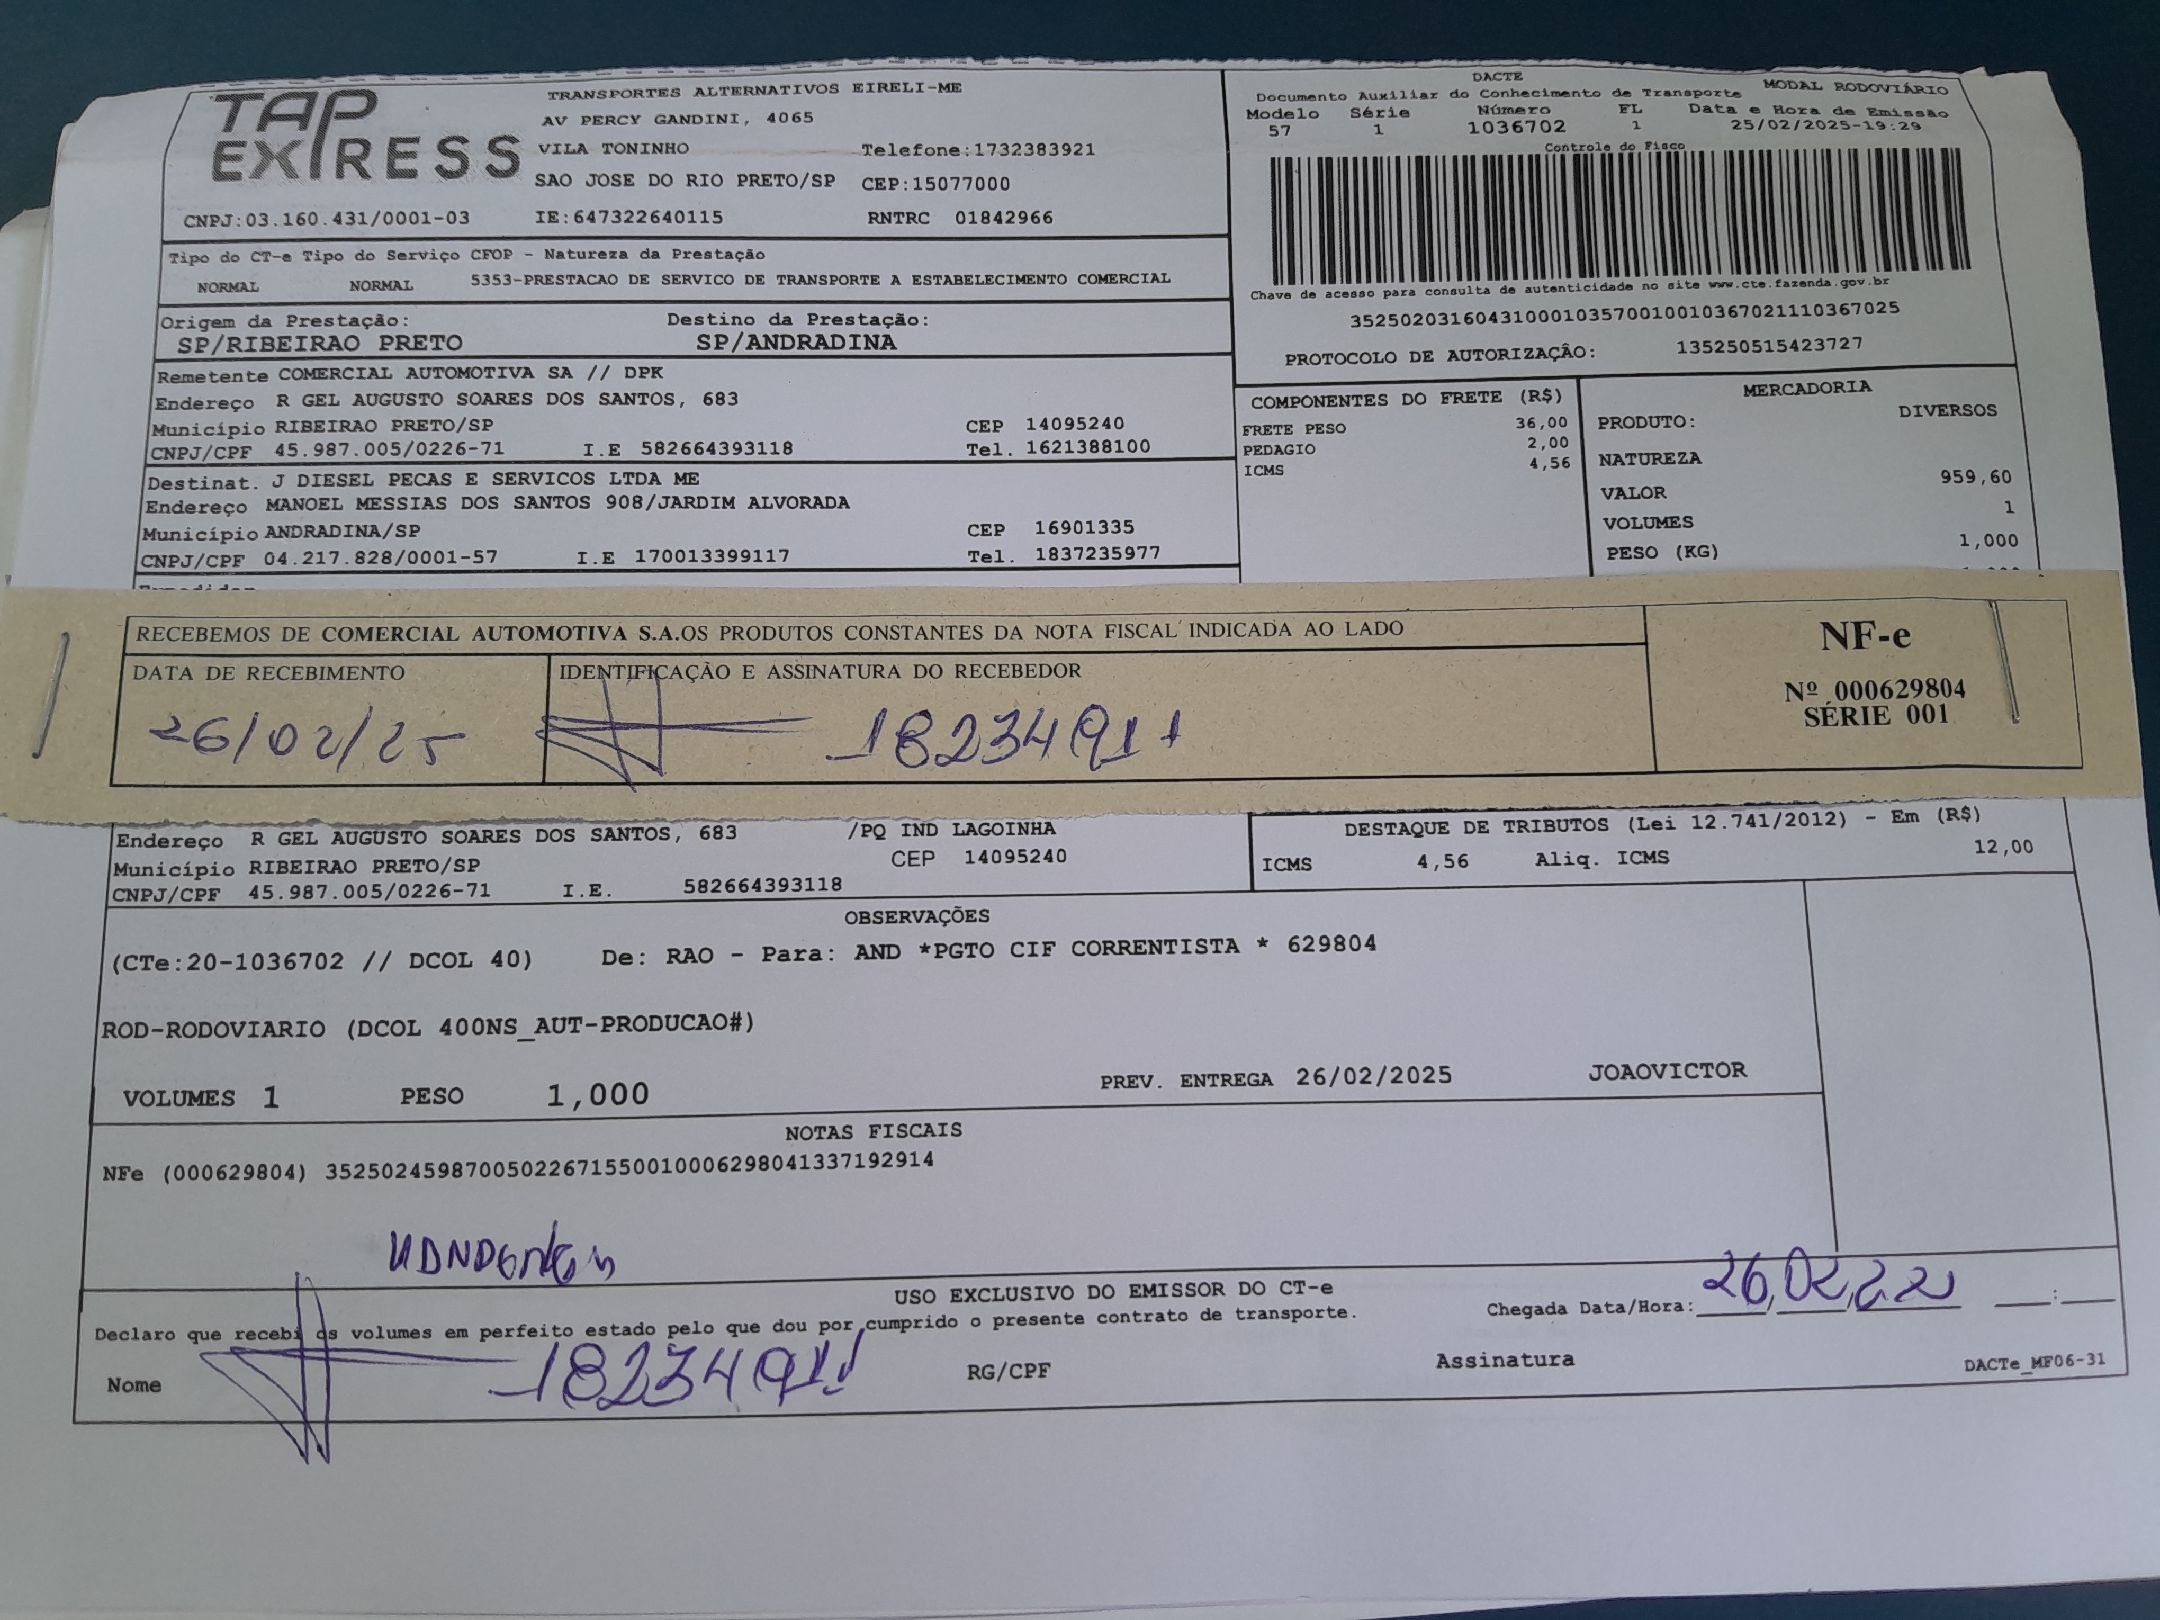 TAP EXPRESS
TRANSPORTES ALTERNATIVOS EIRELI-ME
AV PERCY GANDINI, 4065
VILA TONINHO Telefone:1732383921
SAO JOSE DO RIO PRETO/SP CEP:15077000
CNPJ:03.160.431/0001-03 IE:647322640115 RNTRC 01842966
Tipo do CT-e Tipo do Serviço CFOP - Natureza da Prestação
NORMAL NORMAL 5353-PRESTACAO DE SERVICO DE TRANSPORTE A ESTABELECIMENTO COMERCIAL
Origem da Prestação: Destino da Prestação:
SP/RIBEIRAO PRETO SP/ANDRADINA
Remetente COMERCIAL AUTOMOTIVA SA // DPK
Endereço R GEL AUGUSTO SOARES DOS SANTOS, 683
Município RIBEIRAO PRETO/SP CEP 14095240
CNPJ/CPF 45.987.005/0226-71 I.E 582664393118 Tel. 1621388100
Destinat. J DIESEL PECAS E SERVICOS LTDA ME
Endereço MANOEL MESSIAS DOS SANTOS 908/JARDIM ALVORADA
Município ANDRADINA/SP CEP 16901335
CNPJ/CPF 04.217.828/0001-57 I.E 170013399117 Tel. 1837235977
DACTE
Documento Auxiliar do Conhecimento de Transporte MODAL RODOVIÁRIO
Modelo Série Número FL Data e Hora de Emissão
57 1 1036702 1 25/02/2025-19:29
Controle do Fisco
Chave de acesso para consulta de autenticidade no site www.cte.fazenda.gov.br
35250203160431000103570010010367021110367025
PROTOCOLO DE AUTORIZAÇÃO: 135250515423727
COMPONENTES DO FRETE (R$)
FRETE PESO 36,00
PEDAGIO 2,00
ICMS 4,56
MERCADORIA
PRODUTO: DIVERSOS
NATUREZA
VALOR 959,60
VOLUMES 1
PESO (KG) 1,000
RECEBEMOS DE COMERCIAL AUTOMOTIVA S.A.OS PRODUTOS CONSTANTES DA NOTA FISCAL INDICADA AO LADO
DATA DE RECEBIMENTO IDENTIFICAÇÃO E ASSINATURA DO RECEBEDOR
26/02/25 18234911
NF-e
Nº 000629804
SÉRIE 001
Endereço R GEL AUGUSTO SOARES DOS SANTOS, 683 /PQ IND LAGOINHA
Município RIBEIRAO PRETO/SP CEP 14095240
CNPJ/CPF 45.987.005/0226-71 I.E. 582664393118
DESTAQUE DE TRIBUTOS (Lei 12.741/2012) - Em (R$)
ICMS 4,56 Aliq. ICMS 12,00
OBSERVAÇÕES
(CTe:20-1036702 // DCOL 40) De: RAO - Para: AND *PGTO CIF CORRENTISTA * 629804
ROD-RODOVIARIO (DCOL 400NS_AUT-PRODUCAO#)
VOLUMES 1 PESO 1,000 PREV. ENTREGA 26/02/2025 JOAOVICTOR
NOTAS FISCAIS
NFe (000629804) 35250245987005022671550010006298041337192914
USO EXCLUSIVO DO EMISSOR DO CT-e
Declaro que recebi os volumes em perfeito estado pelo que dou por cumprido o presente contrato de transporte.
Chegada Data/Hora: 26,02 :
Nome 18234911 RG/CPF Assinatura DACTe_MF06-31